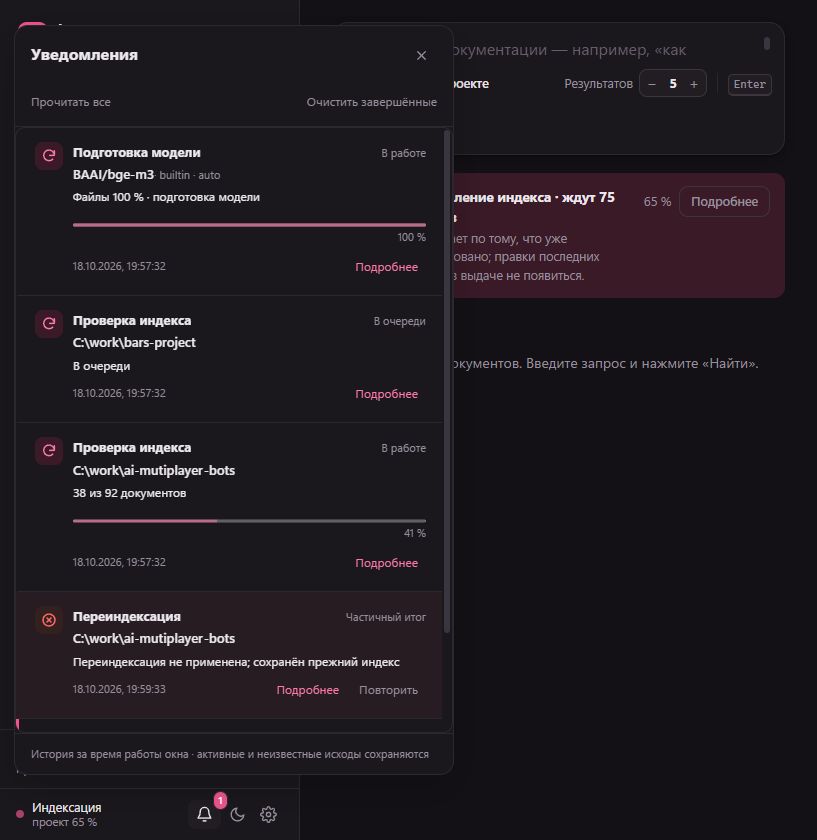 Уведомления
Прочитать все
Очистить завершённые
Подготовка модели
В работе
BAAI/bge-m3 · builtin · auto
Файлы 100 % · подготовка модели
100 %
18.10.2026, 19:57:32
Подробнее
Проверка индекса
В очереди
C:\work\bars-project
В очереди
18.10.2026, 19:57:32
Подробнее
Проверка индекса
В работе
C:\work\ai-mutiplayer-bots
38 из 92 документов
41 %
18.10.2026, 19:57:32
Подробнее
Переиндексация
Частичный итог
C:\work\ai-mutiplayer-bots
Переиндексация не применена; сохранён прежний индекс
18.10.2026, 19:59:33
Подробнее
Повторить
История за время работы окна · активные и неизвестные исходы сохраняются
Индексация
проект 65 %
1
— например, «как
Результатов
− 5 +
Enter
индекса · ждут 75
65 %
Подробнее
по тому, что уже
правки последних
в выдаче не появиться.
Введите запрос и нажмите «Найти».